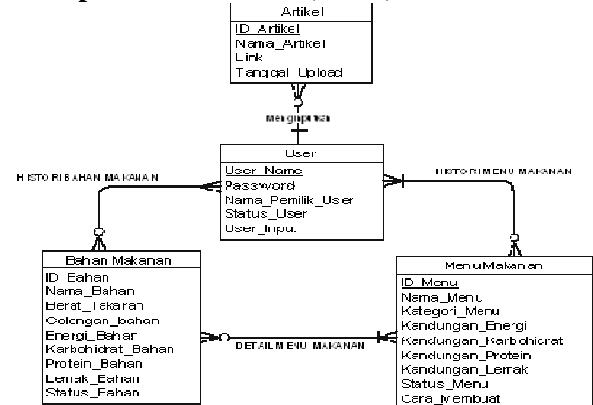 Artikel
ID_Artikel
Nama_Artikel
Link
Tanggal_Upload
User
User_Name
Password
Nama_Pemilik_User
Status_User
User_Input
HISTORI BAHAN MAKANAN
HISTORI MENU MAKANAN
Bahan Makanan
ID_Bahan
Nama_Bahan
Berat_Takaran
Golongan_bahan
Energi_Bahan
Karbohidrat_Bahan
Protein_Bahan
Lemak_Bahan
Status_Bahan
DETAIL MENU MAKANAN
Menu Makanan
ID_Menu
Nama_Menu
Kategori_Menu
Kandungan_Energi
Kandungan_Karbohidrat
Kandungan_Protein
Kandungan_Lemak
Status_Menu
Cara_Membuat